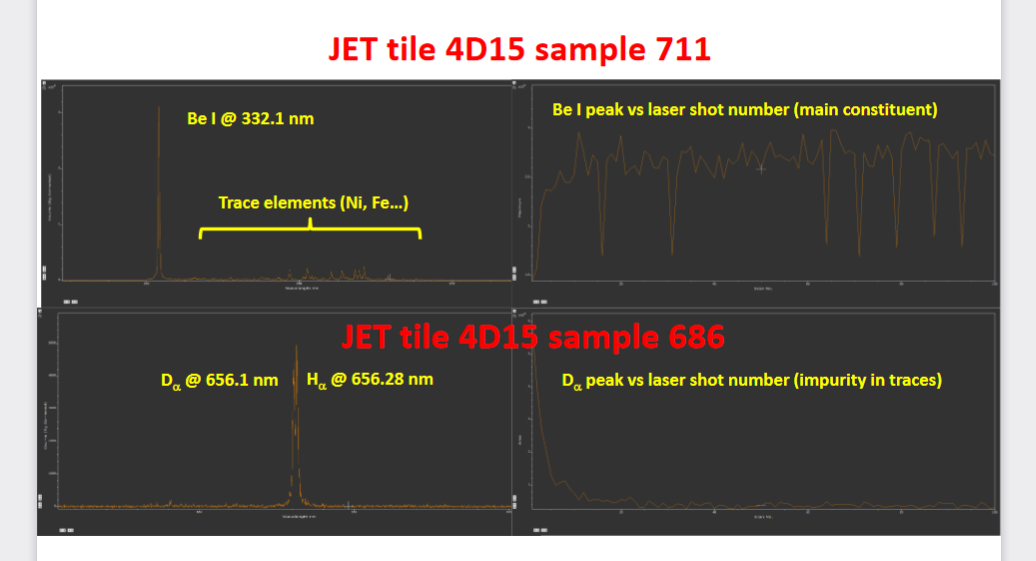 JET tile 4D15 sample 711
Be I @ 332.1 nm
Be I peak vs laser shot number (main constituent)
Trace elements (Ni, Fe...)
JET tile 4D15 sample 686
Dα @ 656.1 nm
Hα @ 656.28 nm
Dα peak vs laser shot number (impurity in traces)